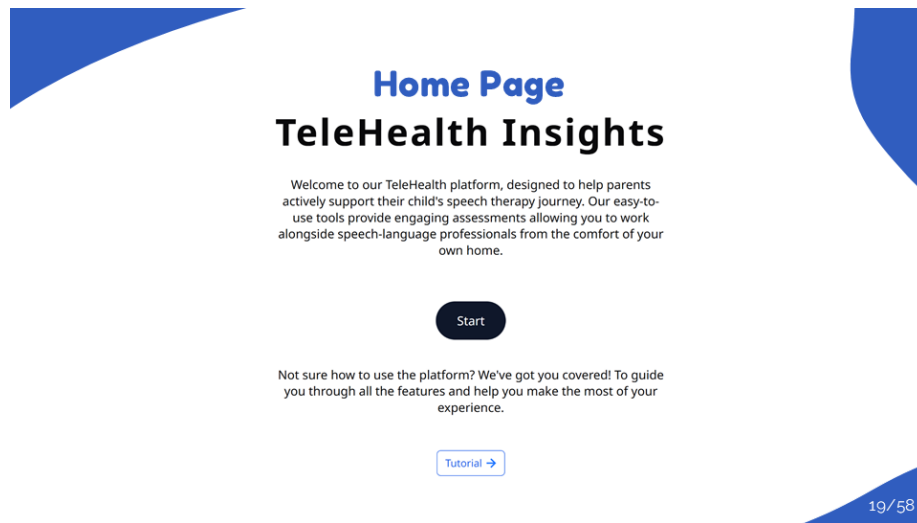 Home Page
TeleHealth Insights
Welcome to our TeleHealth platform, designed to help parents
actively support their child's speech therapy journey. Our easy-to-
use tools provide engaging assessments allowing you to work
alongside speech-language professionals from the comfort of your
own home.
Start
Not sure how to use the platform? We've got you covered! To guide
you through all the features and help you make the most of your
experience.
Tutorial →
19/58